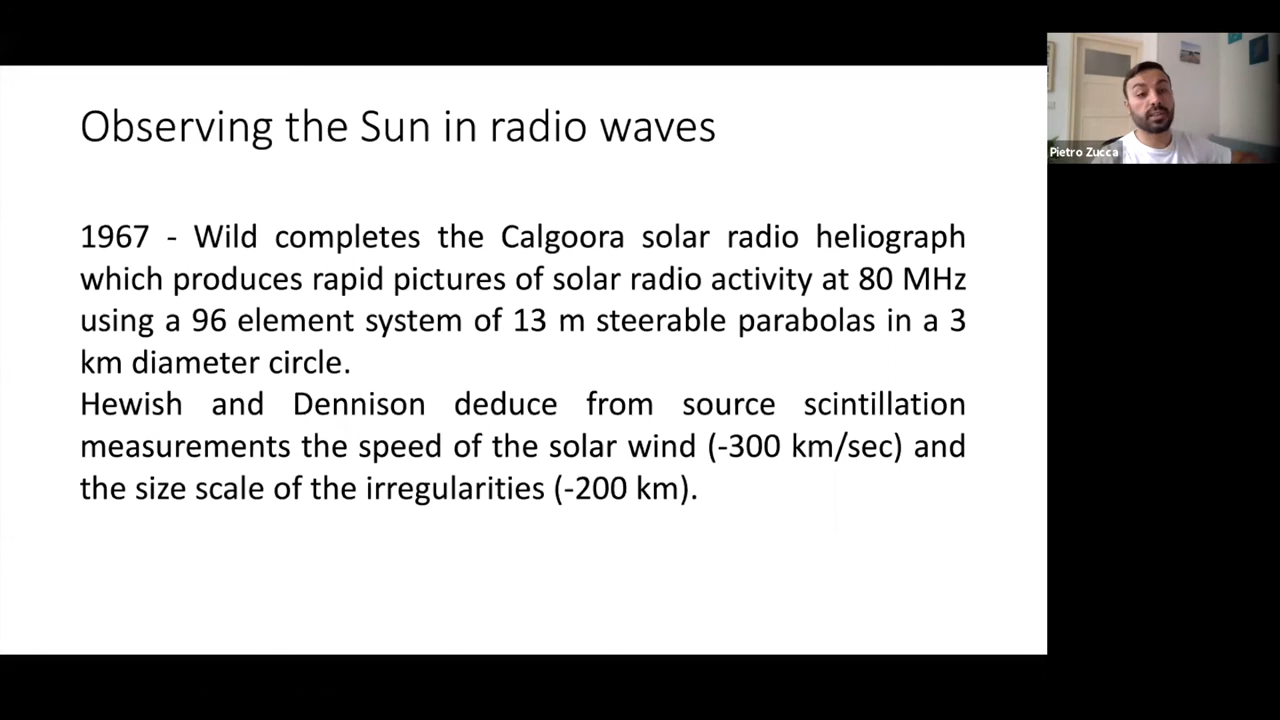 Observing the Sun in radio waves
1967 - Wild completes the Calgoora solar radio heliograph
which produces rapid pictures of solar radio activity at 80 MHz
using a 96 element system of 13 m steerable parabolas in a 3
km diameter circle.
Hewish and Dennison deduce from source scintillation
measurements the speed of the solar wind (-300 km/sec) and
the size scale of the irregularities (-200 km).
Pietro Zucca